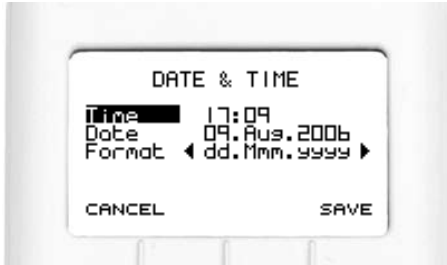 DATE & TIME
Time 17:09
Date 09.Aug.2006
Format dd.Mmm.yyyy
CANCEL SAVE